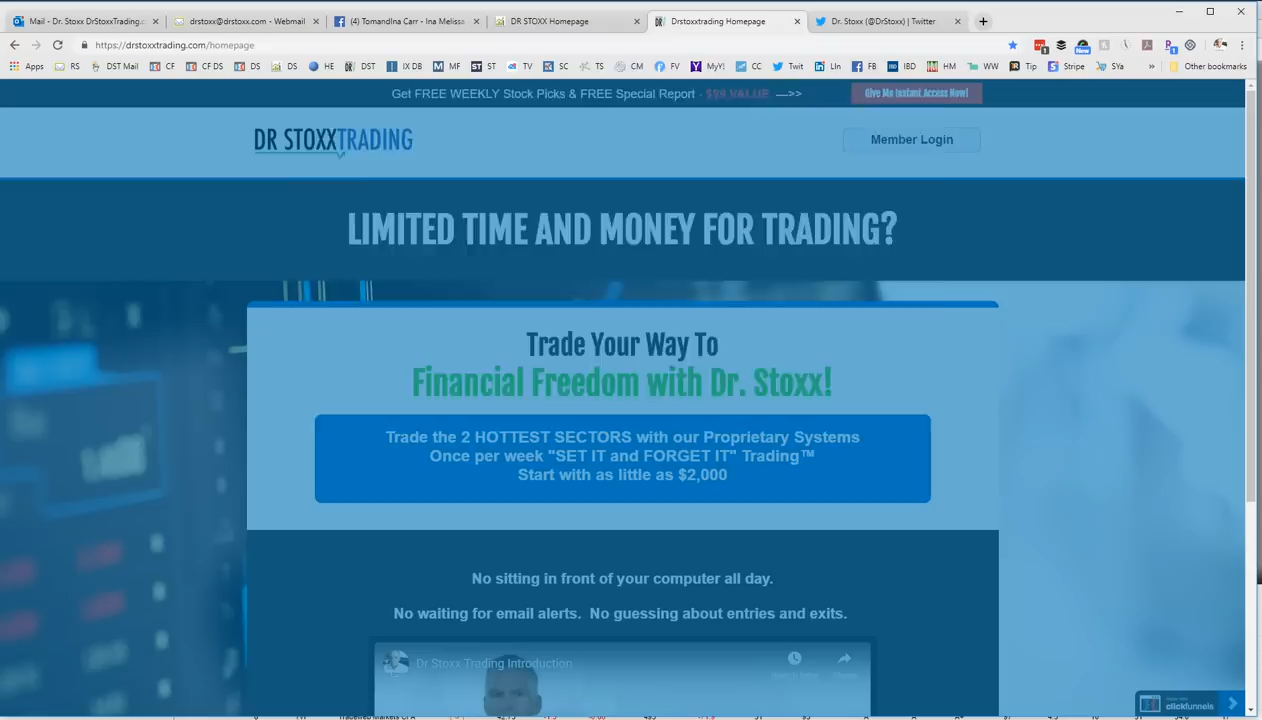 Mail - Dr. Stoxx DrStoxxTrading.c
drstoxx@drstoxx.com - Webmail
(4) TomandIna Carr - Ina Melissa
DR STOXX Homepage
Drstoxxtrading Homepage
Dr. Stoxx (@DrStoxx) | Twitter
https://drstoxxtrading.com/homepage
Apps RS DST Mail CF CF DS DS DS HE DST IX DB MF ST TV SC TS CM FV MyY! CC Twit LIn FB IBD HM WW Tip Stripe SYa » Other bookmarks
Get FREE WEEKLY Stock Picks & FREE Special Report - $99 VALUE —>>
Give Me Instant Access Now!
DR STOXXTRADING
Member Login
LIMITED TIME AND MONEY FOR TRADING?
Trade Your Way To
Financial Freedom with Dr. Stoxx!
Trade the 2 HOTTEST SECTORS with our Proprietary Systems
Once per week "SET IT and FORGET IT" Trading™
Start with as little as $2,000
No sitting in front of your computer all day.
No waiting for email alerts. No guessing about entries and exits.
Dr Stoxx Trading Introduction
clickfunnels